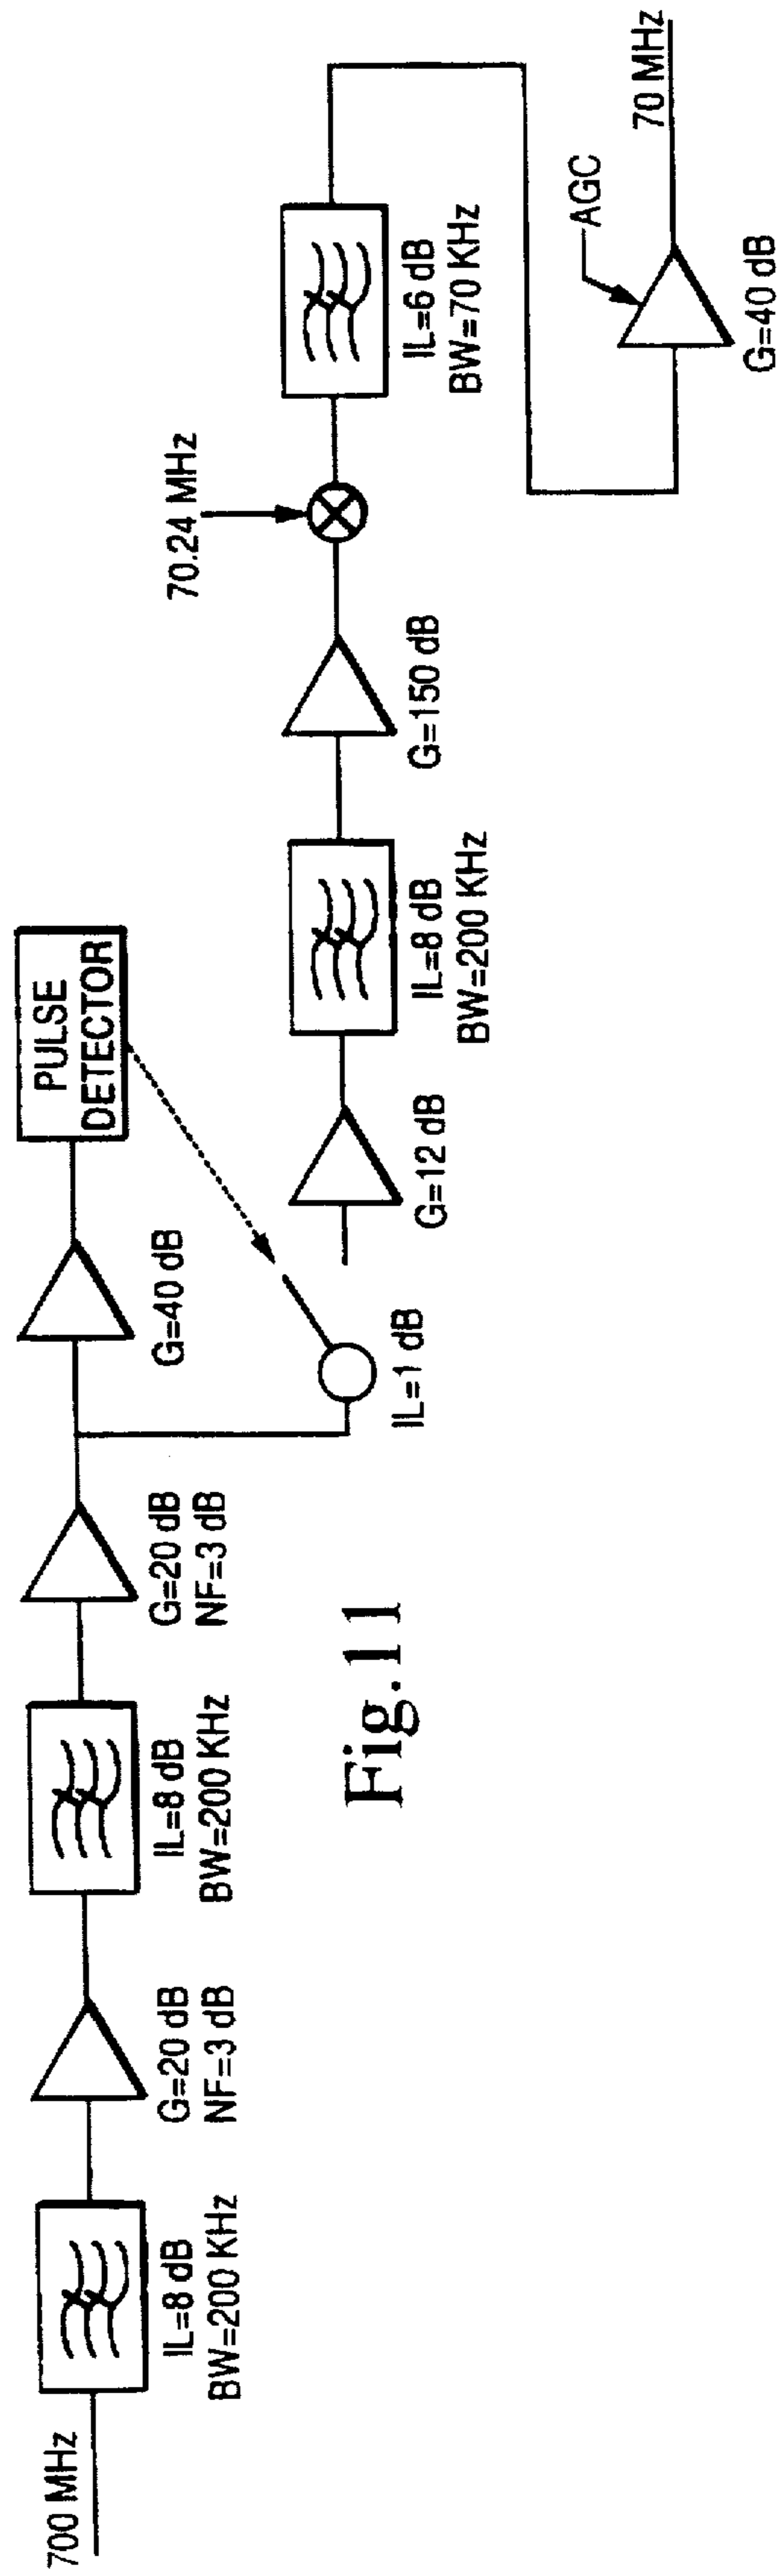 700 MHz
IL=8 dB
BW=200 KHz
G=20 dB
NF=3 dB
IL=8 dB
BW=200 KHz
G=20 dB
NF=3 dB
G=40 dB
PULSE
DETECTOR
IL=1 dB
G=12 dB
IL=8 dB
BW=200 KHz
G=150 dB
70.24 MHz
IL=6 dB
BW=70 KHz
AGC
G=40 dB
70 MHz
Fig.11